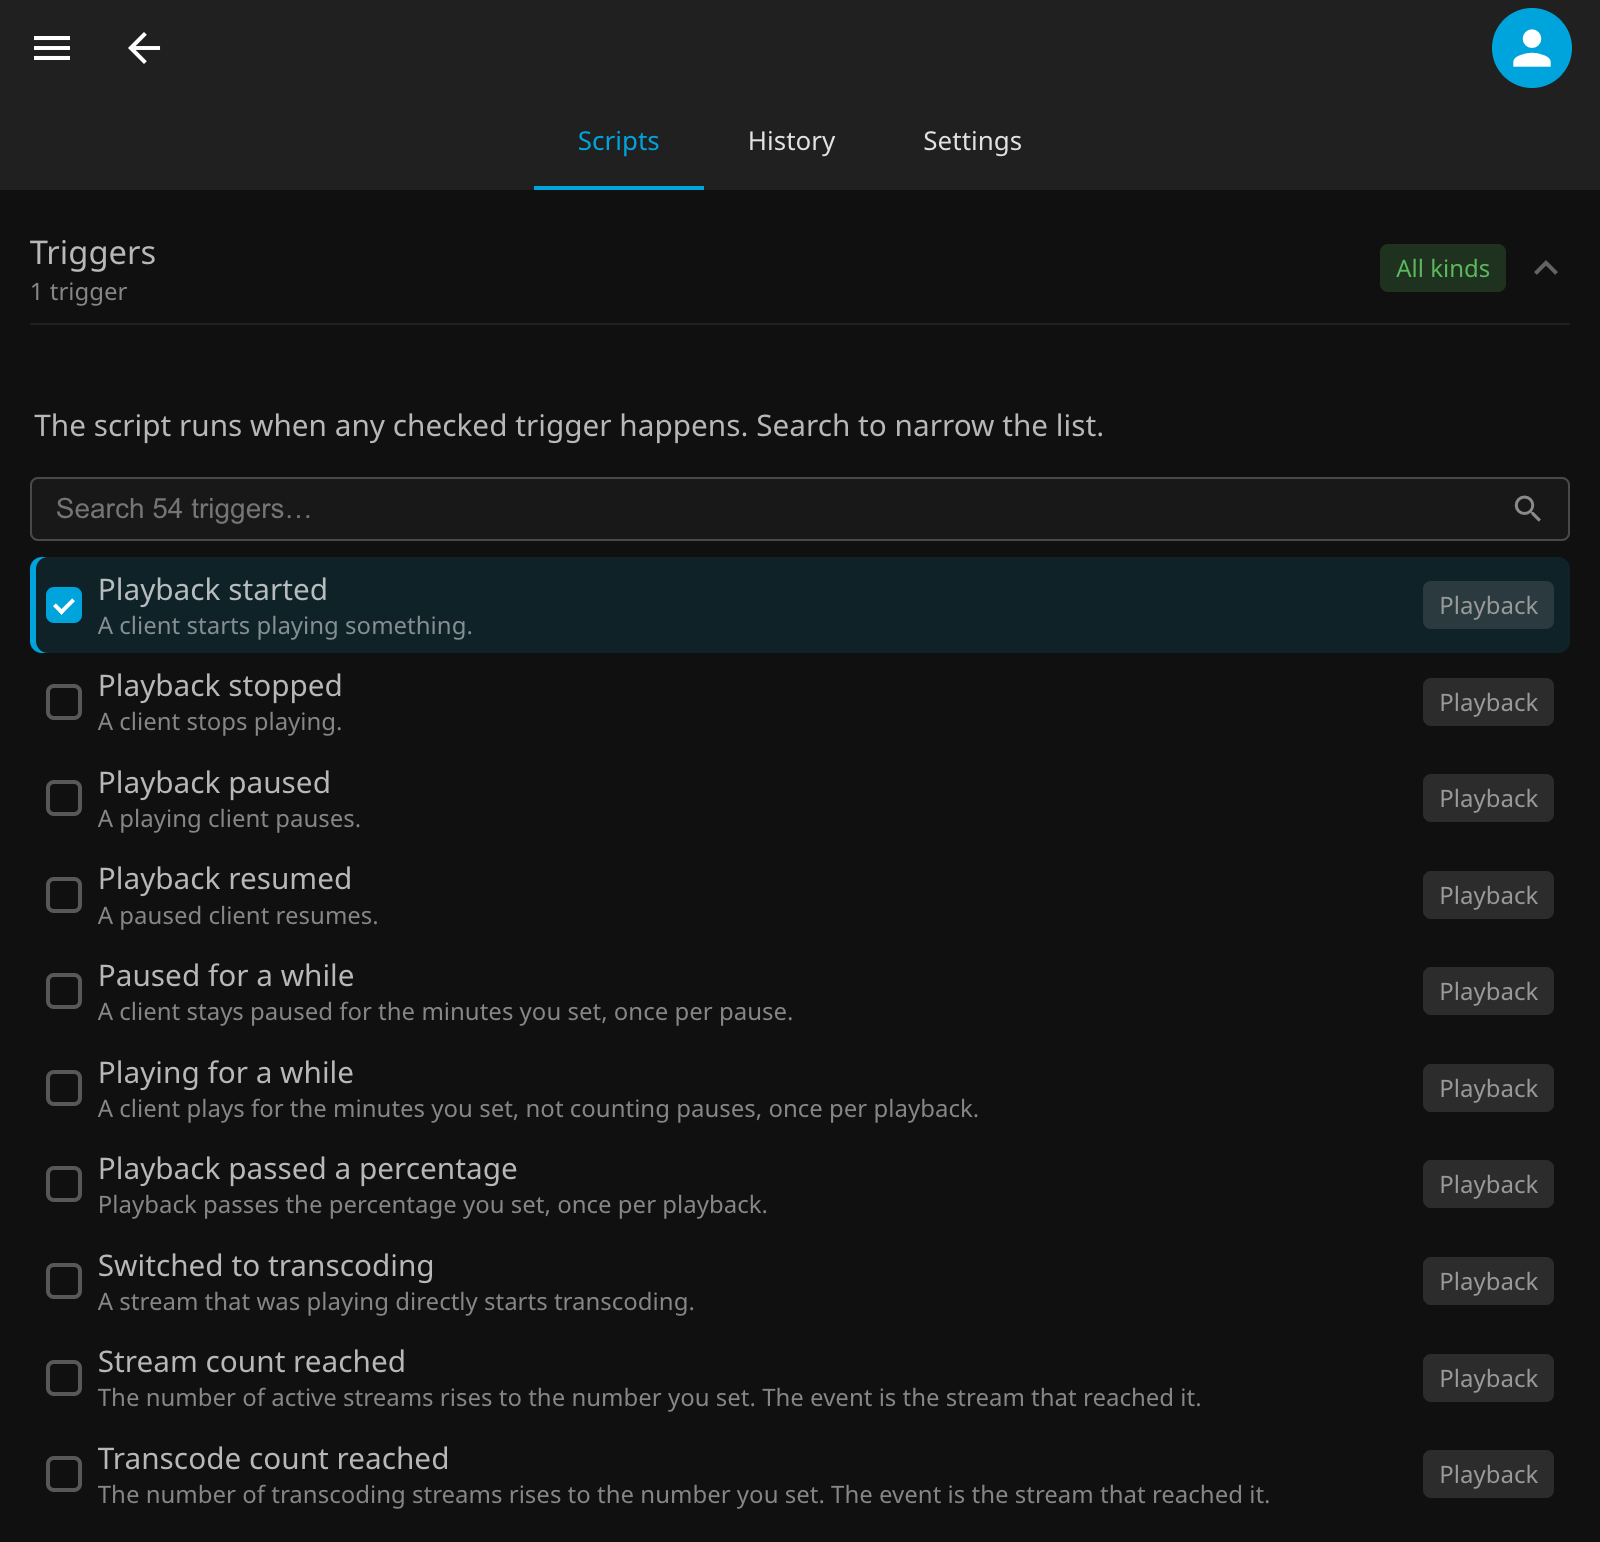 Scripts
History
Settings
Triggers
1 trigger
All kinds
The script runs when any checked trigger happens. Search to narrow the list.
Search 54 triggers…
Playback started
A client starts playing something.
Playback
Playback stopped
A client stops playing.
Playback
Playback paused
A playing client pauses.
Playback
Playback resumed
A paused client resumes.
Playback
Paused for a while
A client stays paused for the minutes you set, once per pause.
Playback
Playing for a while
A client plays for the minutes you set, not counting pauses, once per playback.
Playback
Playback passed a percentage
Playback passes the percentage you set, once per playback.
Playback
Switched to transcoding
A stream that was playing directly starts transcoding.
Playback
Stream count reached
The number of active streams rises to the number you set. The event is the stream that reached it.
Playback
Transcode count reached
The number of transcoding streams rises to the number you set. The event is the stream that reached it.
Playback